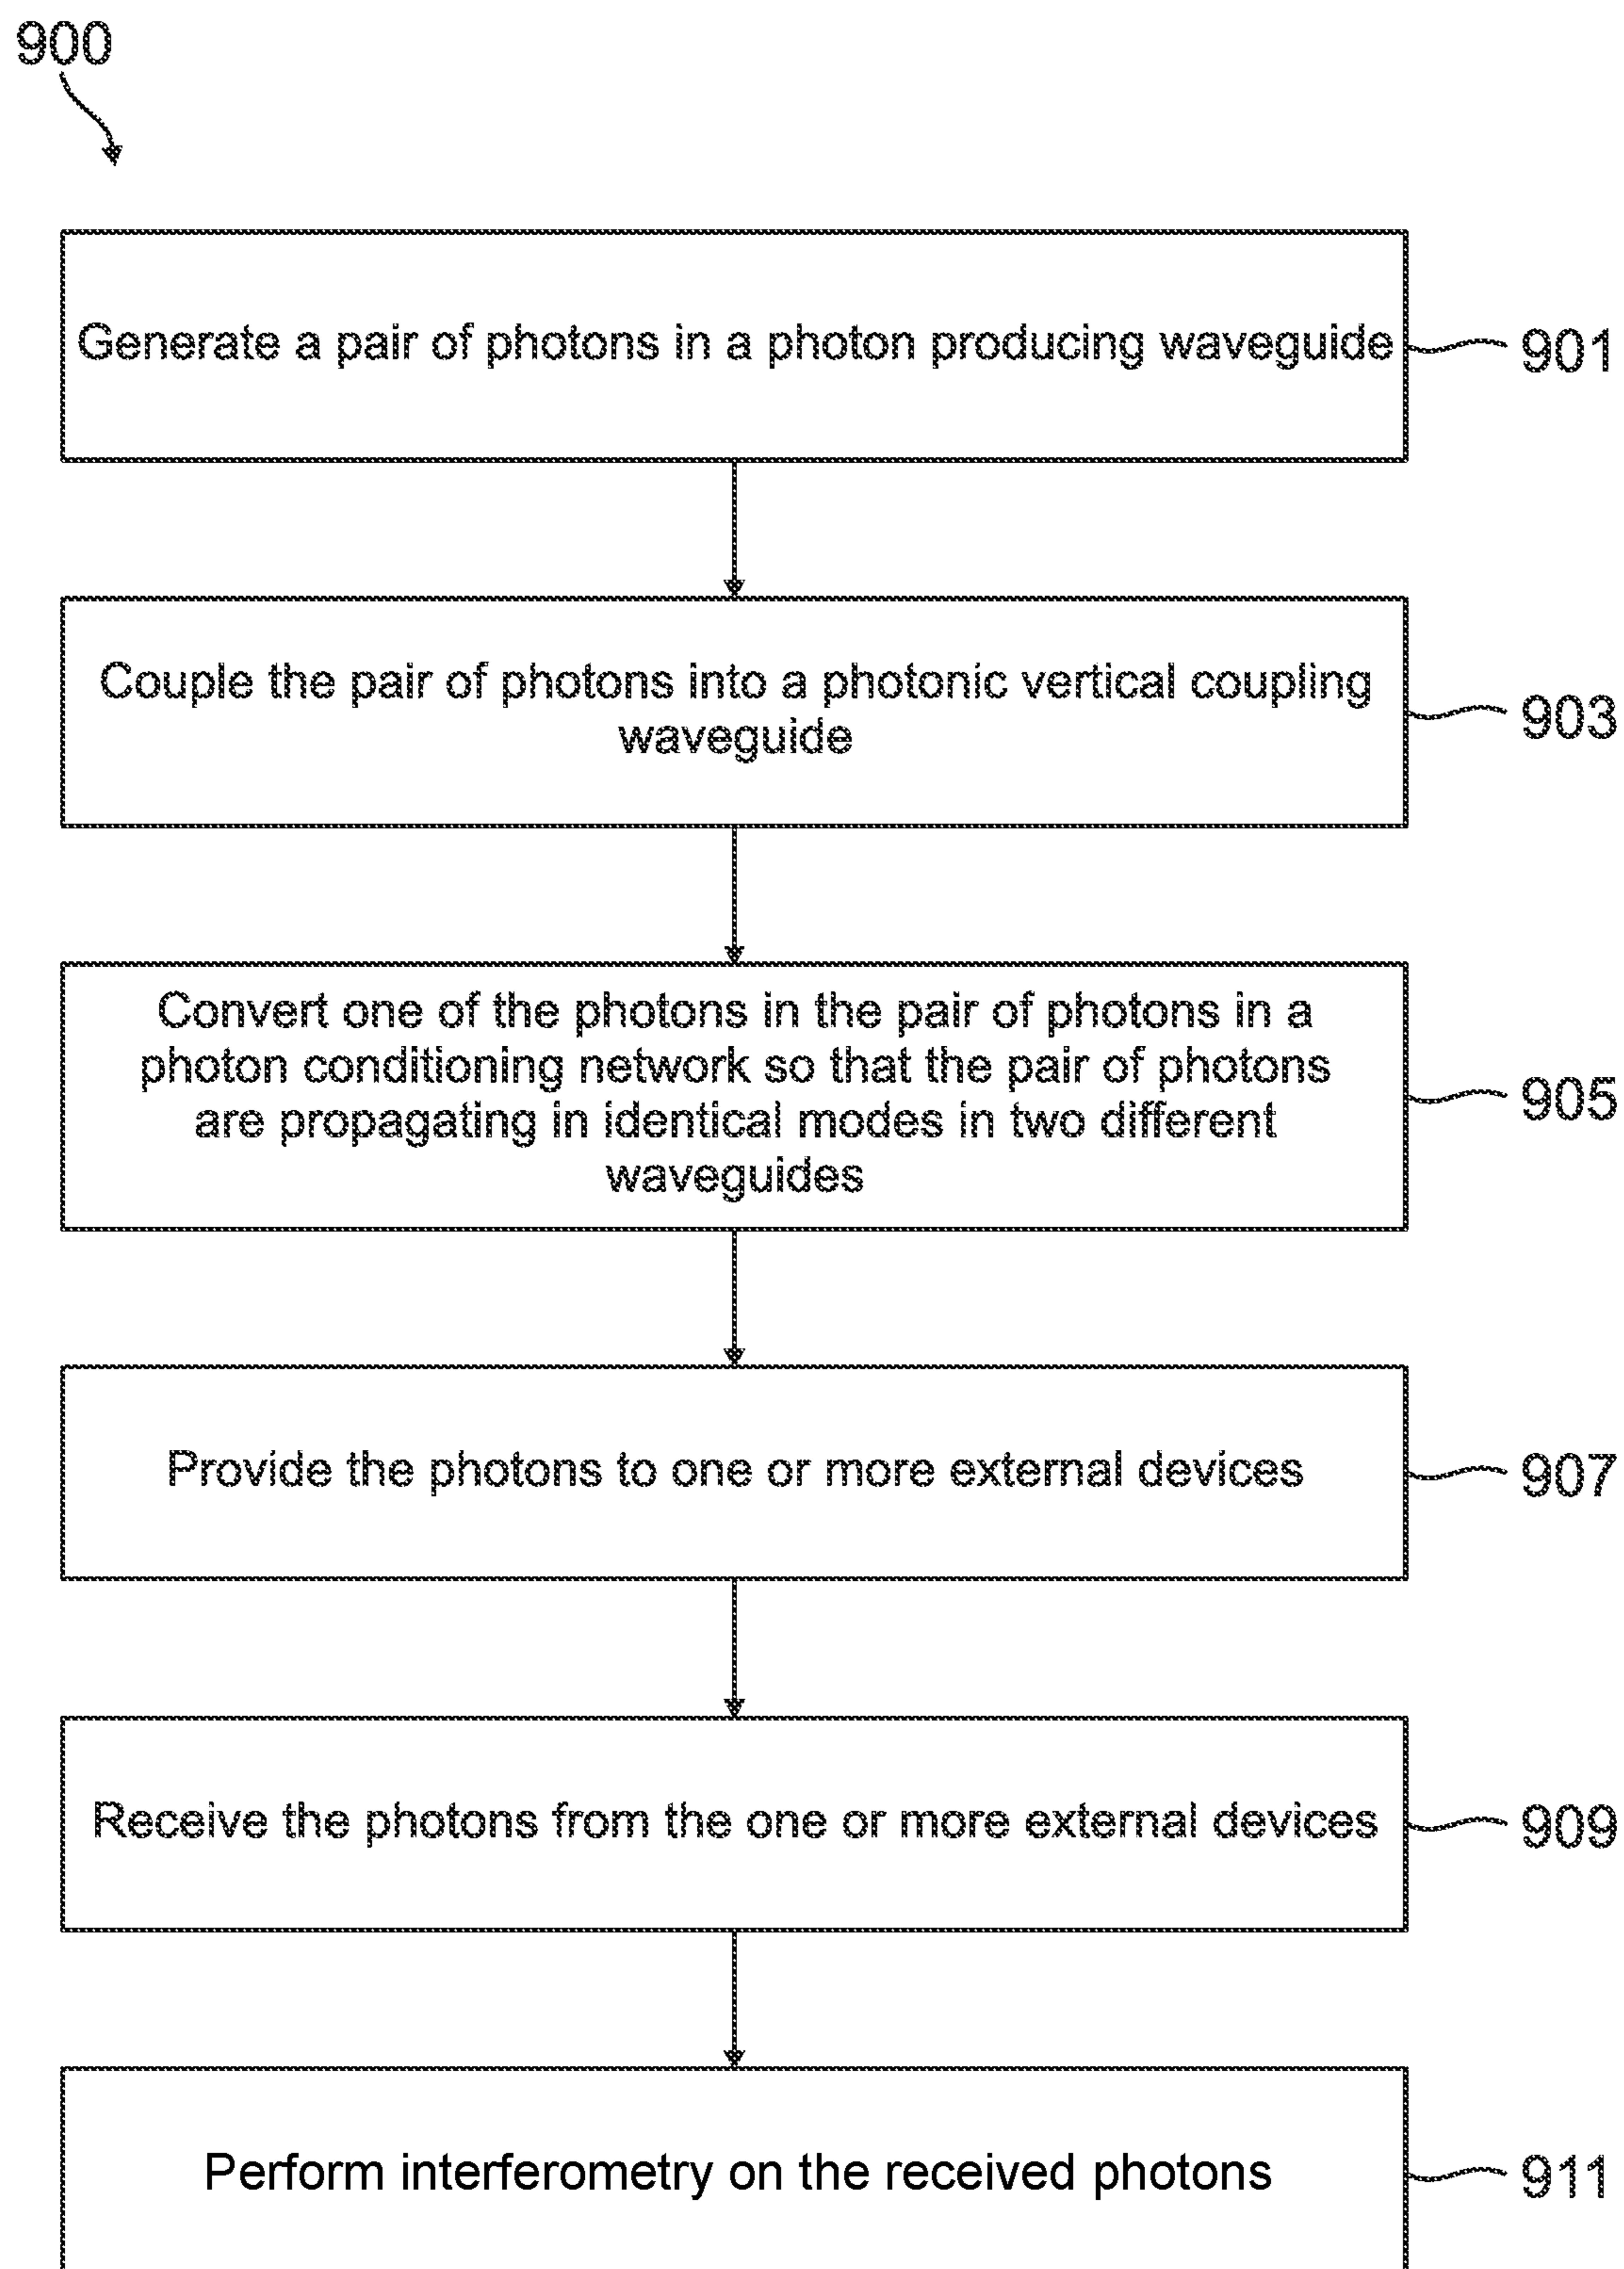 900
Generate a pair of photons in a photon producing waveguide
901
Couple the pair of photons into a photonic vertical coupling
waveguide
903
Convert one of the photons in the pair of photons in a
photon conditioning network so that the pair of photons
are propagating in identical modes in two different
waveguides
905
Provide the photons to one or more external devices
907
Receive the photons from the one or more external devices
909
Perform interferometry on the received photons
911